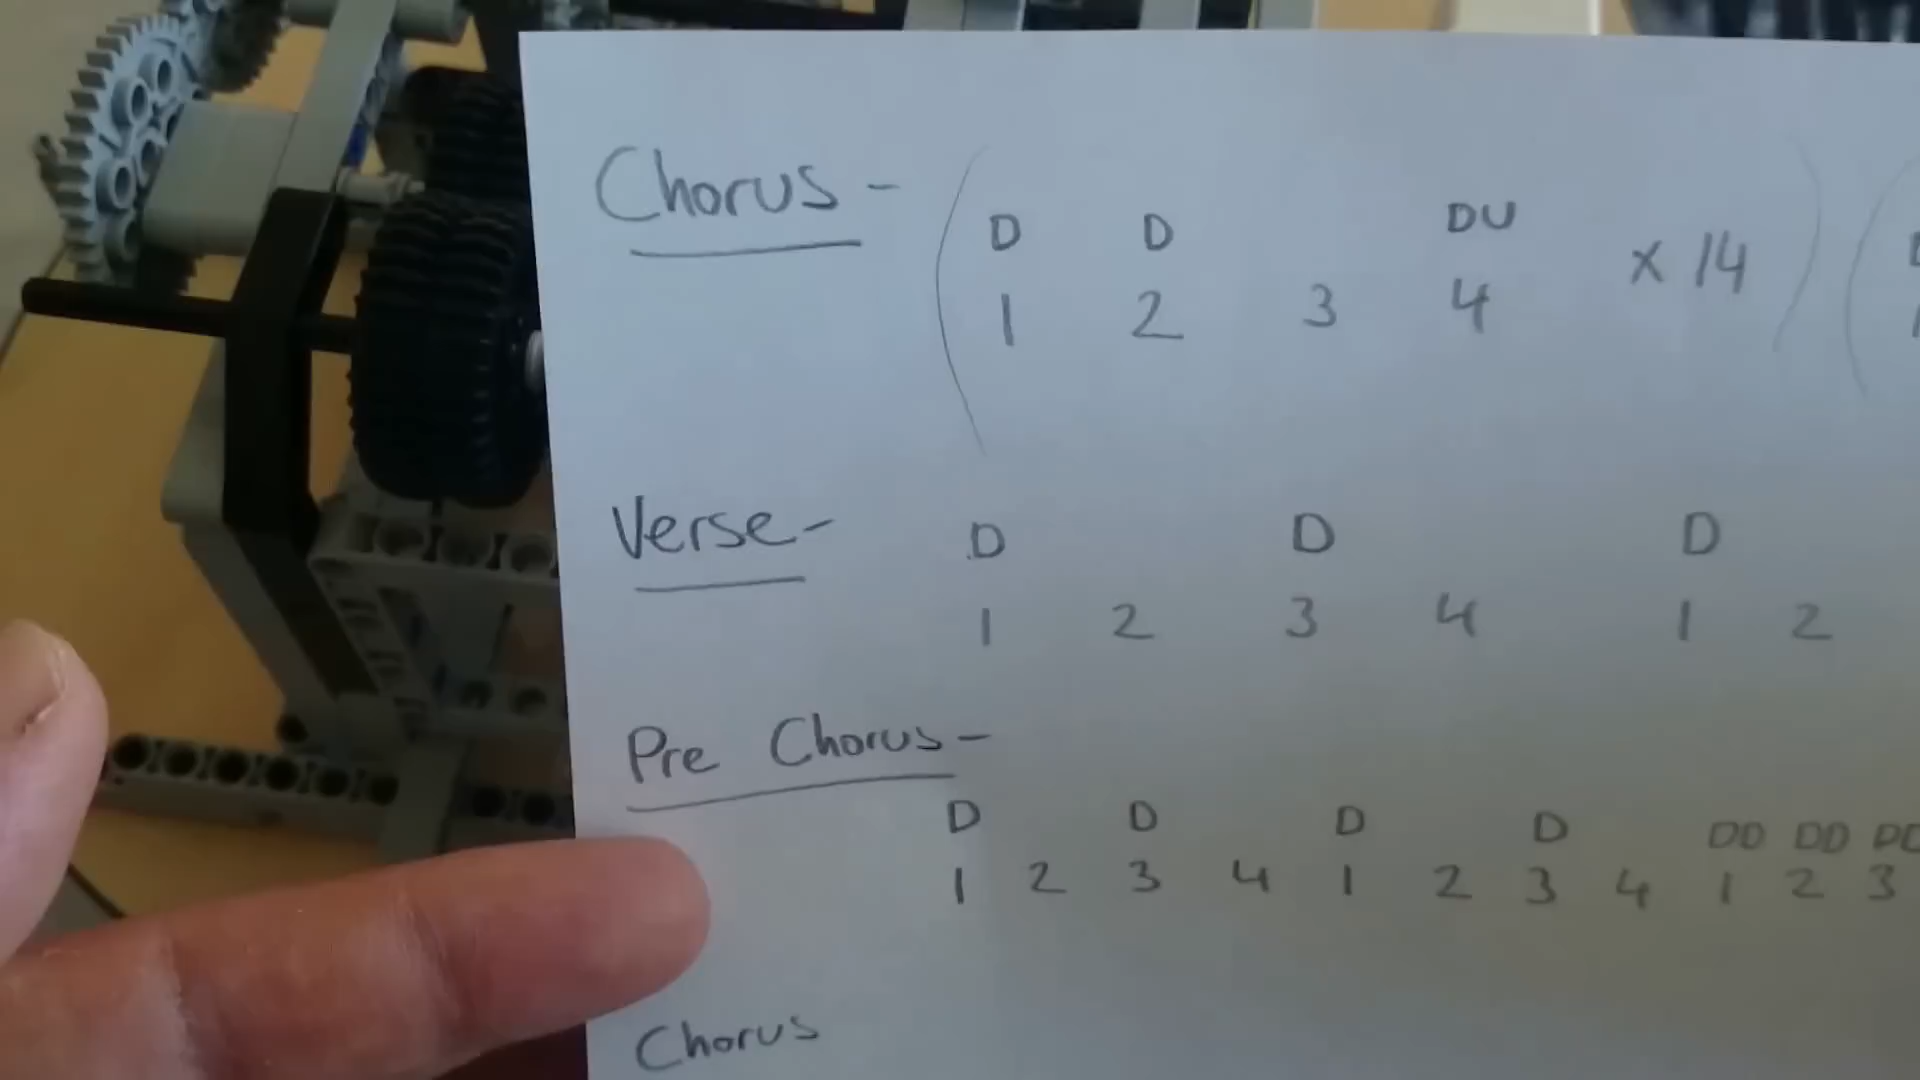 Chorus - ( D D DU
1 2 3 4 x 14 ) (
Verse - D D D
1 2 3 4 1 2
Pre Chorus -
D D D D DD DD DD
1 2 3 4 1 2 3 4 1 2 3
Chorus